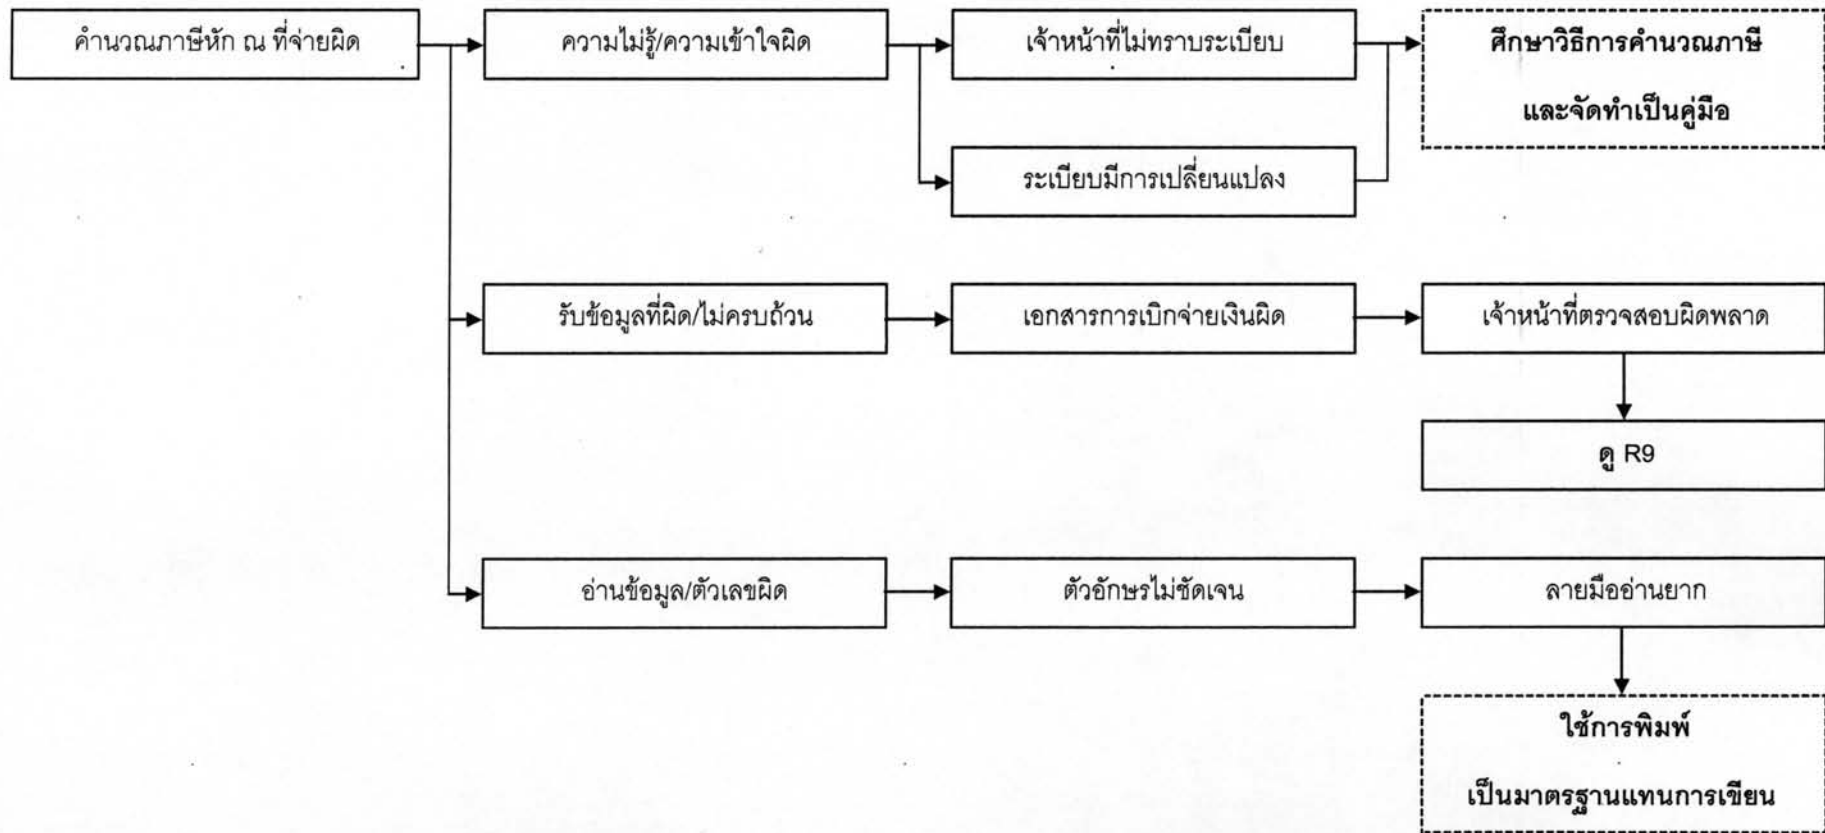 คำนวณภาษีหัก ณ ที่จ่ายผิด
ความไม่รู้/ความเข้าใจผิด
เจ้าหน้าที่ไม่ทราบระเบียบ
ศึกษาวิธีการคำนวณภาษี
และจัดทำเป็นคู่มือ
ระเบียบมีการเปลี่ยนแปลง
รับข้อมูลที่ผิด/ไม่ครบถ้วน
เอกสารการเบิกจ่ายเงินผิด
เจ้าหน้าที่ตรวจสอบผิดพลาด
ดู R9
อ่านข้อมูล/ตัวเลขผิด
ตัวอักษรไม่ชัดเจน
ลายมืออ่านยาก
ใช้การพิมพ์
เป็นมาตรฐานแทนการเขียน